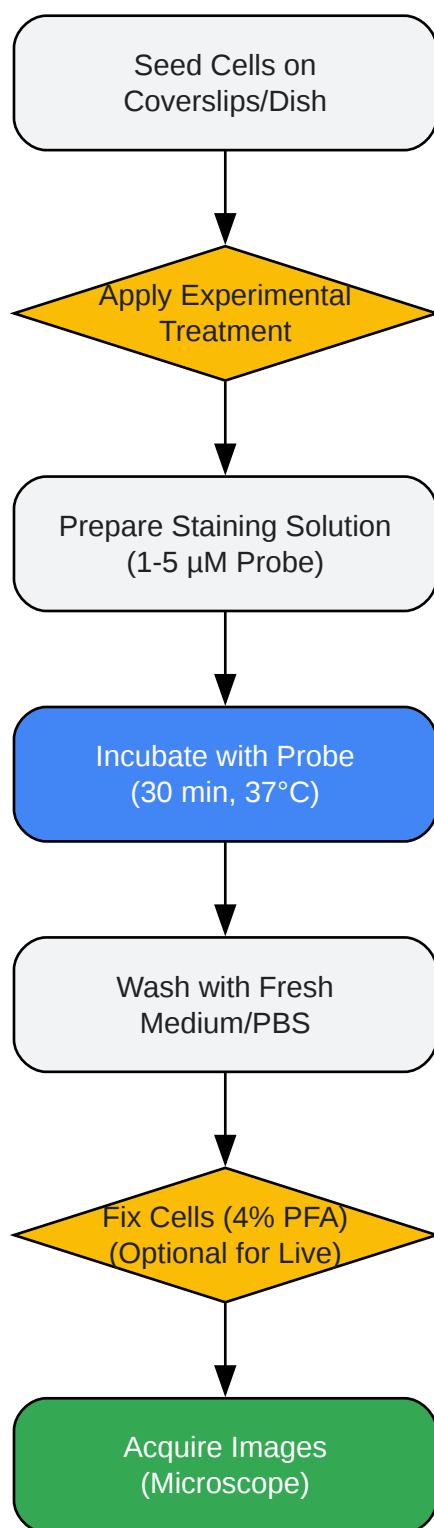 Seed Cells on
Coverslips/Dish
Apply Experimental
Treatment
Prepare Staining Solution
(1-5 µM Probe)
Incubate with Probe
(30 min, 37°C)
Wash with Fresh
Medium/PBS
Fix Cells (4% PFA)
(Optional for Live)
Acquire Images
(Microscope)